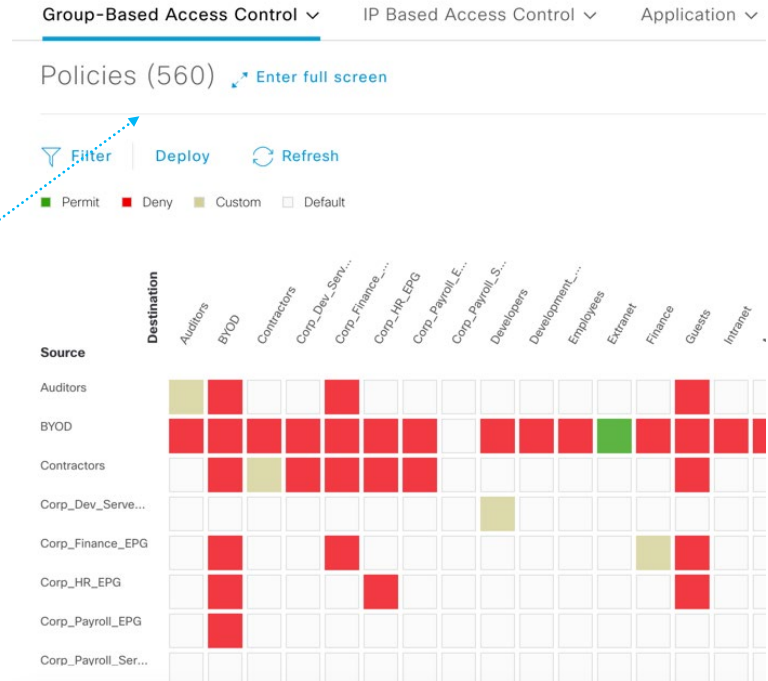 Group-Based Access Control IP Based Access Control Application
Policies (560) Enter full screen
Filter Deploy Refresh
Permit Deny Custom Default
Destination
Auditors
BYOD
Contractors
Corp_Dev_Serv...
Corp_Finance_...
Corp_HR_EPG
Corp_Payroll_E...
Corp_Payroll_S...
Developers
Development_...
Employees
Extranet
Finance
Guests
Intranet
Source
Auditors
BYOD
Contractors
Corp_Dev_Serve...
Corp_Finance_EPG
Corp_HR_EPG
Corp_Payroll_EPG
Corp_Payroll_Ser...